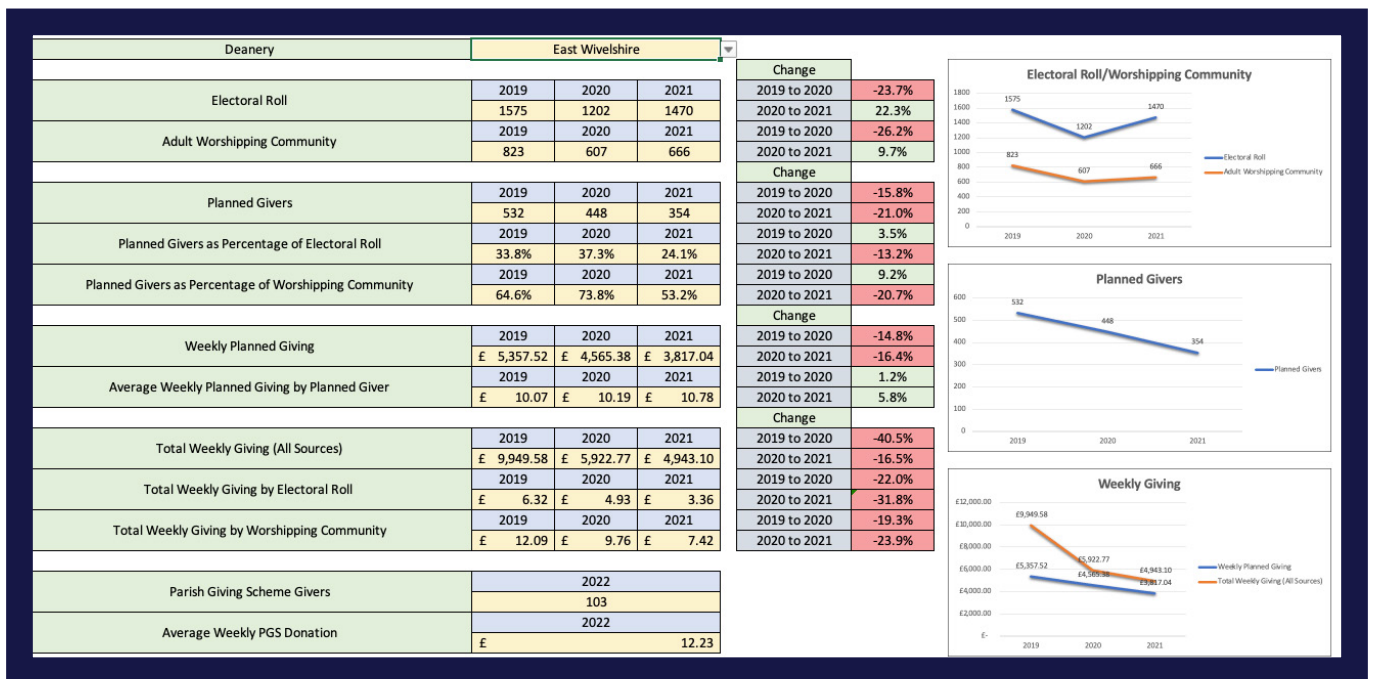 Deanery East Wivelshire
Change
Electoral Roll 2019 2020 2021 2019 to 2020 -23.7%
1575 1202 1470 2020 to 2021 22.3%
Adult Worshipping Community 2019 2020 2021 2019 to 2020 -26.2%
823 607 666 2020 to 2021 9.7%
Change
Planned Givers 2019 2020 2021 2019 to 2020 -15.8%
532 448 354 2020 to 2021 -21.0%
Planned Givers as Percentage of Electoral Roll 2019 2020 2021 2019 to 2020 3.5%
33.8% 37.3% 24.1% 2020 to 2021 -13.2%
Planned Givers as Percentage of Worshipping Community 2019 2020 2021 2019 to 2020 9.2%
64.6% 73.8% 53.2% 2020 to 2021 -20.7%
Change
Weekly Planned Giving 2019 2020 2021 2019 to 2020 -14.8%
£ 5,357.52 £ 4,565.38 £ 3,817.04 2020 to 2021 -16.4%
Average Weekly Planned Giving by Planned Giver 2019 2020 2021 2019 to 2020 1.2%
£ 10.07 £ 10.19 £ 10.78 2020 to 2021 5.8%
Change
Total Weekly Giving (All Sources) 2019 2020 2021 2019 to 2020 -40.5%
£ 9,949.58 £ 5,922.77 £ 4,943.10 2020 to 2021 -16.5%
Total Weekly Giving by Electoral Roll 2019 2020 2021 2019 to 2020 -22.0%
£ 6.32 £ 4.93 £ 3.36 2020 to 2021 -31.8%
Total Weekly Giving by Worshipping Community 2019 2020 2021 2019 to 2020 -19.3%
£ 12.09 £ 9.76 £ 7.42 2020 to 2021 -23.9%
Parish Giving Scheme Givers 2022
103
Average Weekly PGS Donation 2022
£ 12.23
Electoral Roll/Worshipping Community
1800
1600
1400
1200
1000
800
600
400
200
0
1575
1202
1470
823
607
666
2019 2020 2021
Electoral Roll
Adult Worshipping Community
Planned Givers
600
500
400
300
200
100
0
532
448
354
2019 2020 2021
Planned Givers
Weekly Giving
£12,000.00
£10,000.00
£8,000.00
£6,000.00
£4,000.00
£2,000.00
£-
£9,949.58
£5,922.77
£4,943.10
£5,357.52
£4,565.38
£3,817.04
2019 2020 2021
Weekly Planned Giving
Total Weekly Giving (All Sources)